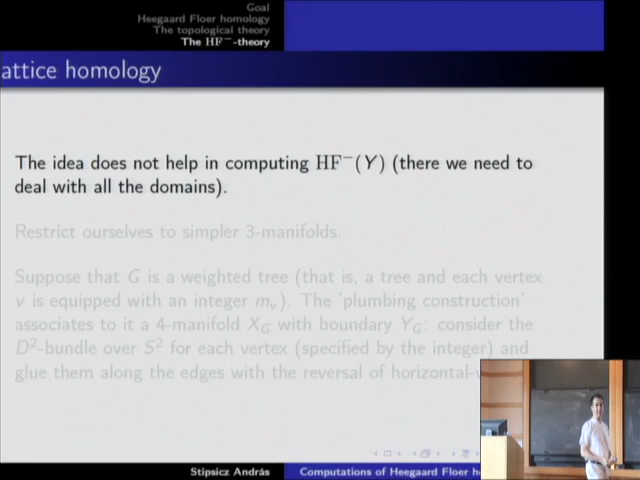 Goal
Heegaard Floer homology
The topological theory
The HF⁻-theory
attice homology
The idea does not help in computing HF⁻(Y) (there we need to
deal with all the domains).
Restrict ourselves to simpler 3-manifolds.
Suppose that G is a weighted tree (that is, a tree and each vertex
v is equipped with an integer mᵥ). The 'plumbing construction'
associates to it a 4-manifold X_G with boundary Y_G: consider the
D²-bundle over S² for each vertex (specified by the integer) and
glue them along the edges with the reversal of
Stipsicz András
Computations of Heegaard Floer